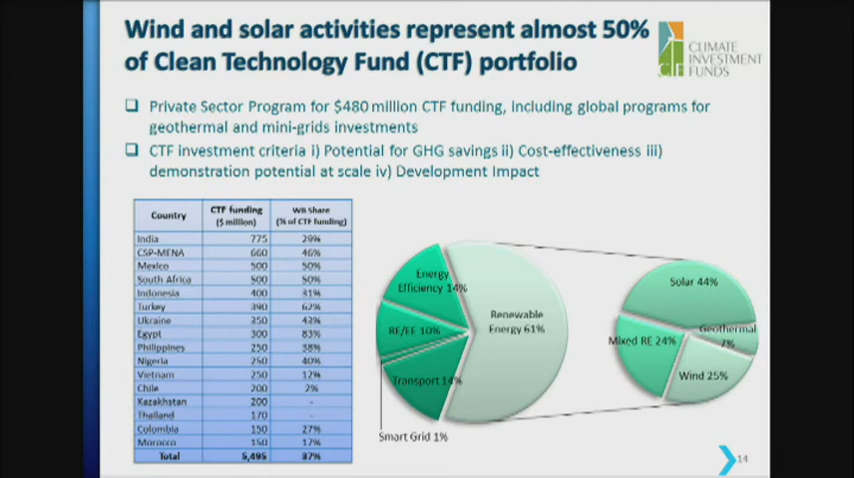 Wind and solar activities represent almost 50%
of Clean Technology Fund (CTF) portfolio
CLIMATE
INVESTMENT
FUNDS
CIF
Private Sector Program for $480 million CTF funding, including global programs for
geothermal and mini-grids investments
CTF investment criteria i) Potential for GHG savings ii) Cost-effectiveness iii)
demonstration potential at scale iv) Development Impact
Country CTF funding ($ million) WB Share (% of CTF funding)
India 775 29%
CSP-MENA 660 46%
Mexico 500 50%
South Africa 500 50%
Indonesia 400 31%
Turkey 390 67%
Ukraine 350 43%
Egypt 300 83%
Philippines 250 58%
Nigeria 250 40%
Vietnam 250 12%
Chile 200 2%
Kazakhstan 200 -
Thailand 170 -
Colombia 150 27%
Morocco 150 17%
Total 5,495 37%
Energy
Efficiency 14%
RE/EE 10%
Transport 14%
Smart Grid 1%
Renewable
Energy 61%
Solar 44%
Geothermal
7%
Mixed RE 24%
Wind 25%
14